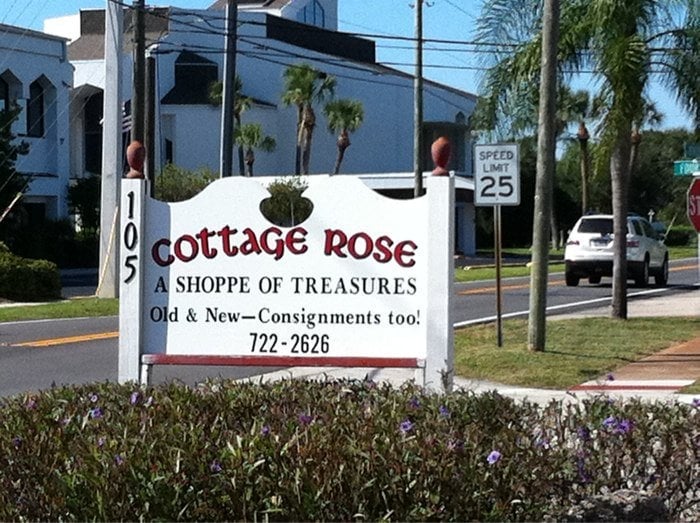 105
COTTAGE ROSE
A SHOPPE OF TREASURES
Old & New—Consignments too!
722-2626
SPEED
LIMIT
25